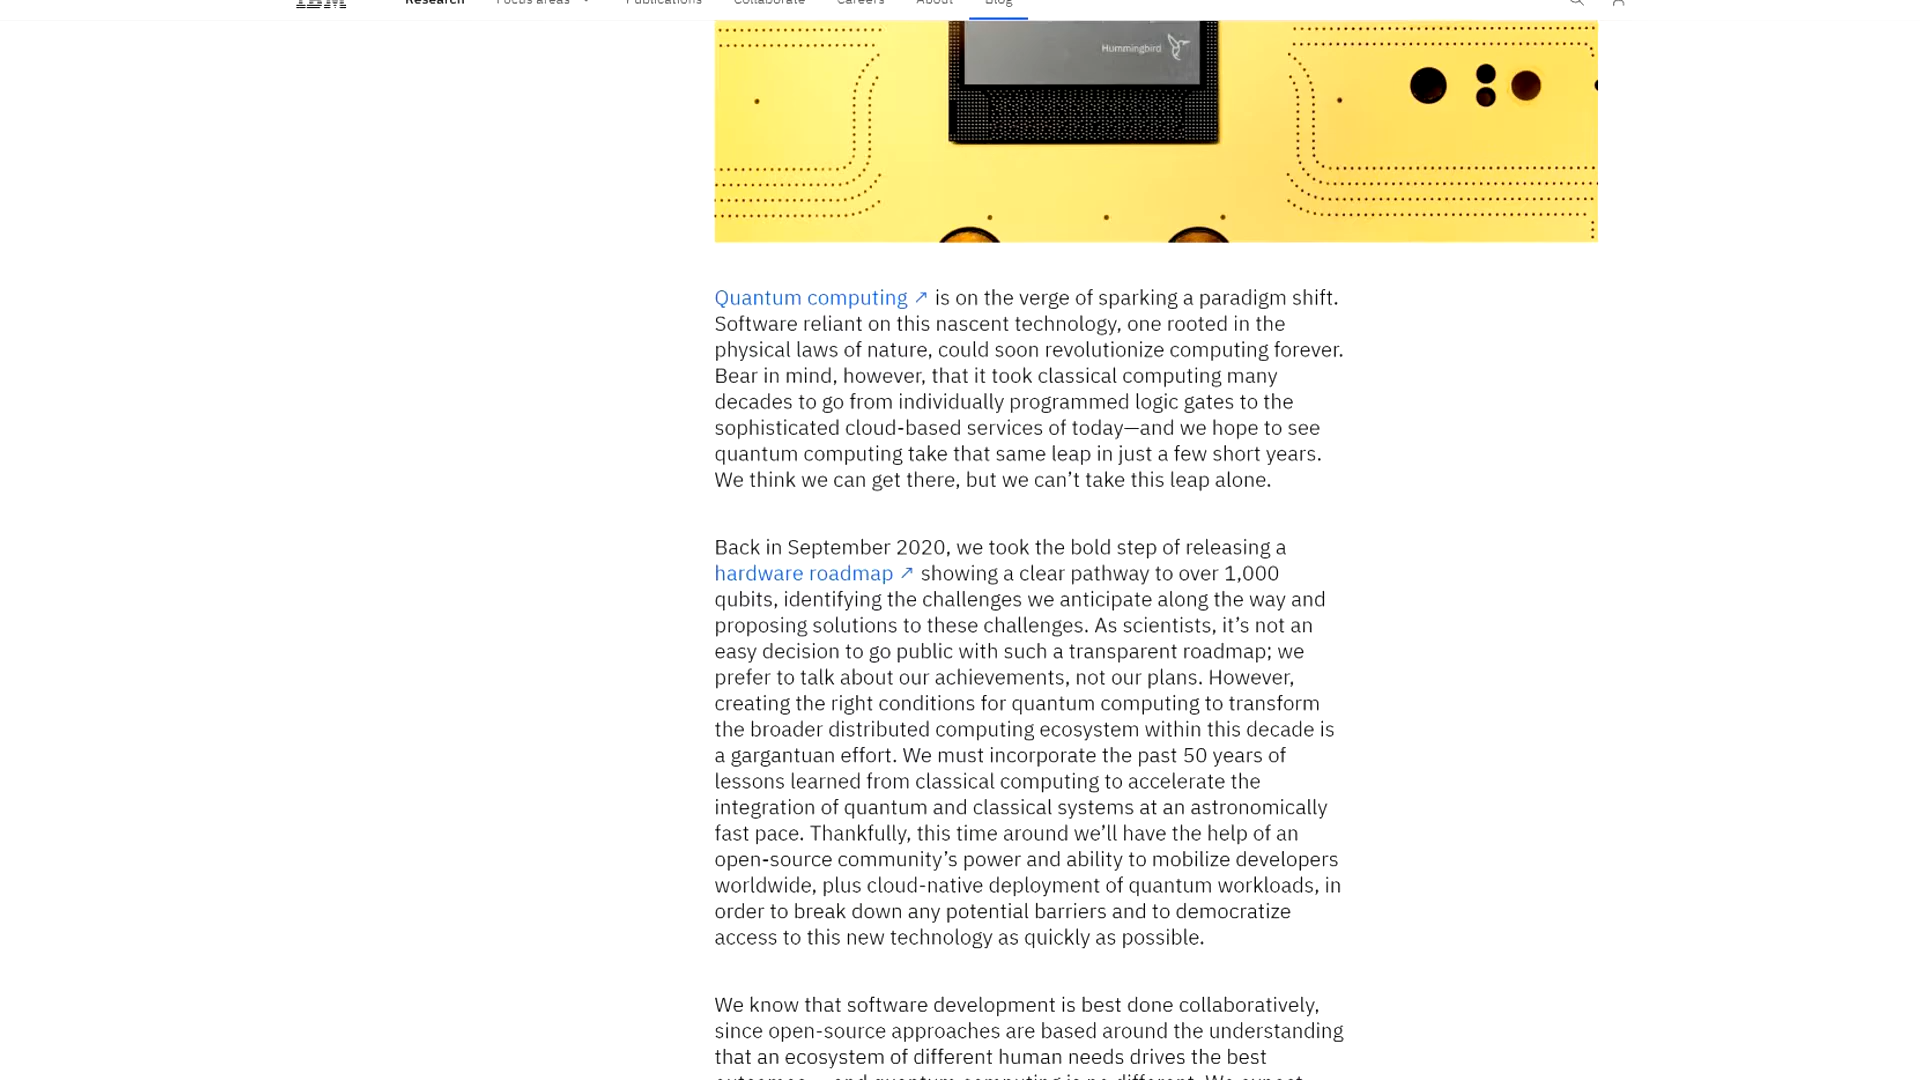 IBM
Research Focus areas Publications Collaborate Careers About Blog
Hummingbird
Quantum computing ↗ is on the verge of sparking a paradigm shift.
Software reliant on this nascent technology, one rooted in the
physical laws of nature, could soon revolutionize computing forever.
Bear in mind, however, that it took classical computing many
decades to go from individually programmed logic gates to the
sophisticated cloud-based services of today—and we hope to see
quantum computing take that same leap in just a few short years.
We think we can get there, but we can’t take this leap alone.
Back in September 2020, we took the bold step of releasing a
hardware roadmap ↗ showing a clear pathway to over 1,000
qubits, identifying the challenges we anticipate along the way and
proposing solutions to these challenges. As scientists, it’s not an
easy decision to go public with such a transparent roadmap; we
prefer to talk about our achievements, not our plans. However,
creating the right conditions for quantum computing to transform
the broader distributed computing ecosystem within this decade is
a gargantuan effort. We must incorporate the past 50 years of
lessons learned from classical computing to accelerate the
integration of quantum and classical systems at an astronomically
fast pace. Thankfully, this time around we’ll have the help of an
open-source community’s power and ability to mobilize developers
worldwide, plus cloud-native deployment of quantum workloads, in
order to break down any potential barriers and to democratize
access to this new technology as quickly as possible.
We know that software development is best done collaboratively,
since open-source approaches are based around the understanding
that an ecosystem of different human needs drives the best
and quantum computing is no different. We expect